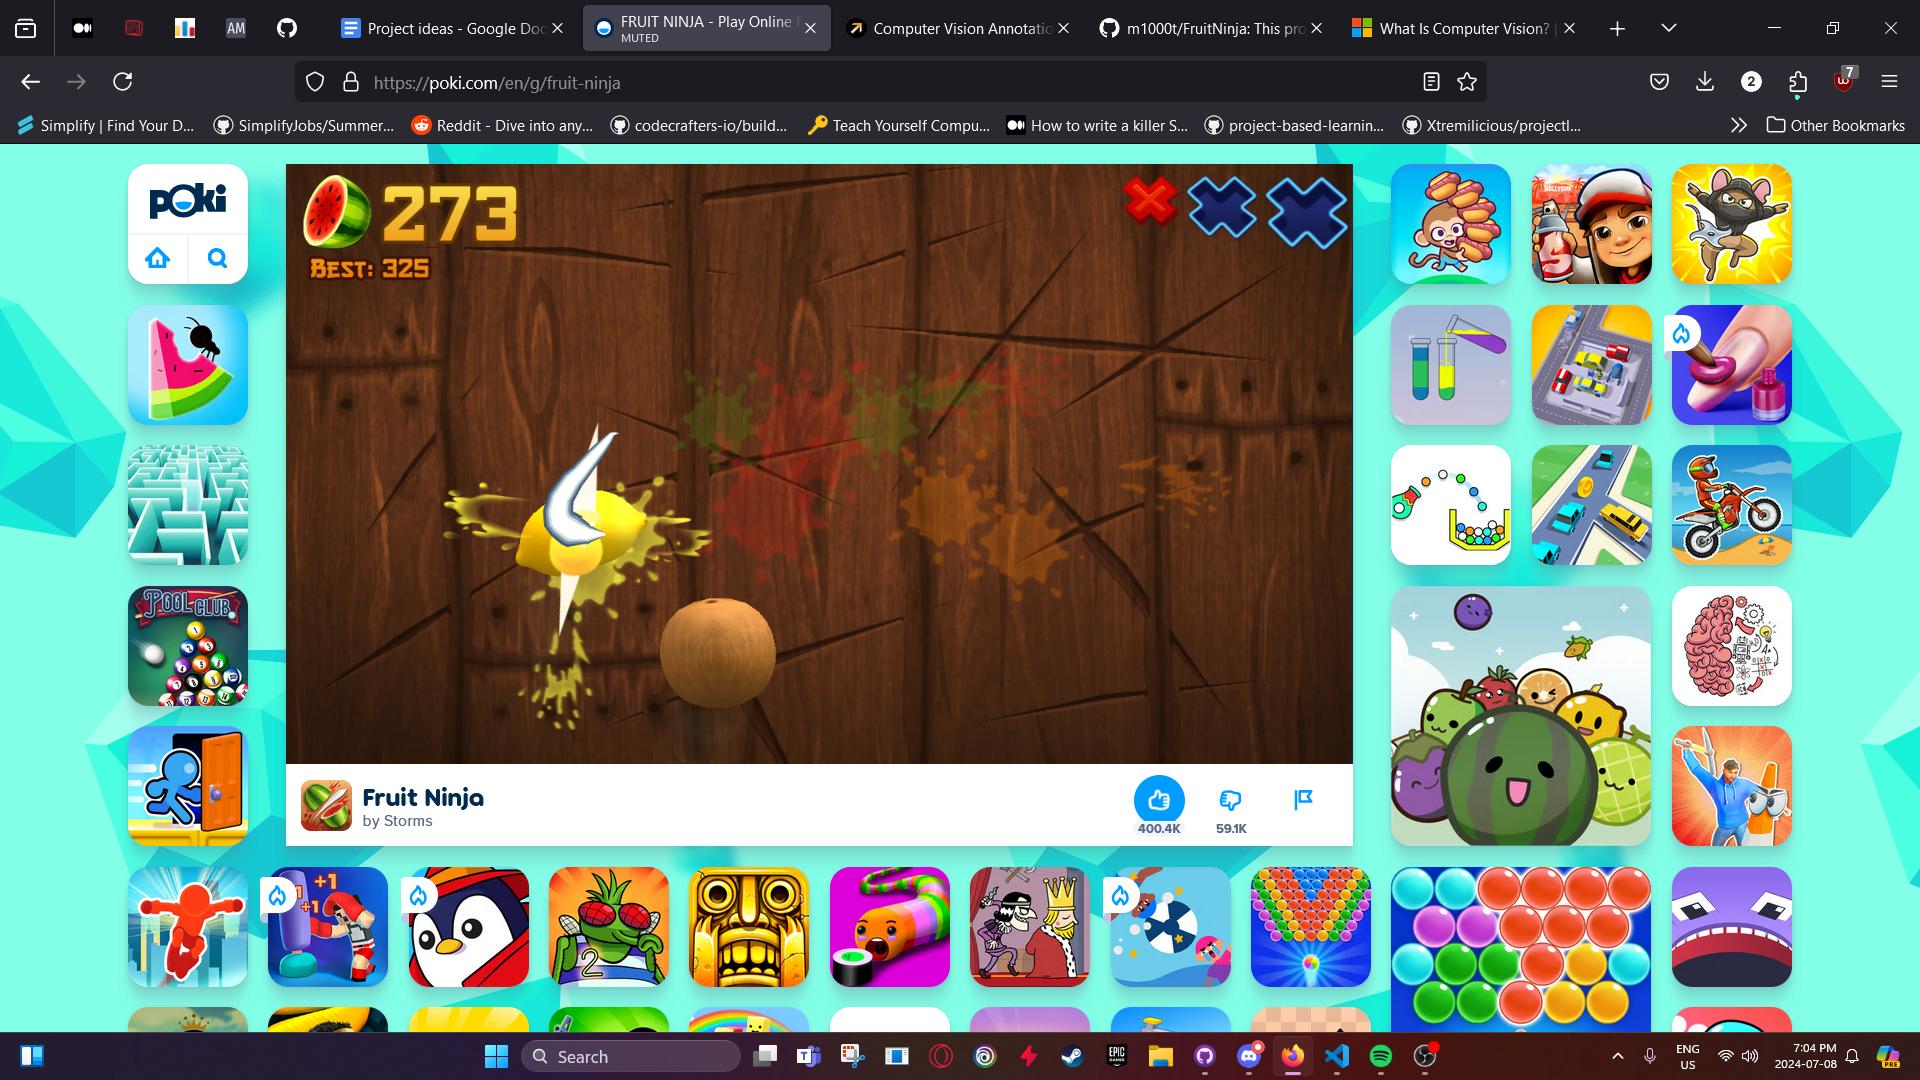 Project ideas - Google Doc
FRUIT NINJA - Play Online f
MUTED
Computer Vision Annotatio
m1000t/FruitNinja: This pro
What Is Computer Vision? |
AM
https://poki.com/en/g/fruit-ninja
2
7
Simplify | Find Your D...
SimplifyJobs/Summer...
Reddit - Dive into any...
codecrafters-io/build...
Teach Yourself Compu...
How to write a killer S...
project-based-learnin...
Xtremilicious/projectl...
Other Bookmarks
poki
273
BEST: 325
POOL CLUB
Fruit Ninja
by Storms
400.4K
59.1K
+1
+1
2
Search
EPIC GAMES
ENG
US
7:04 PM
2024-07-08
PRE